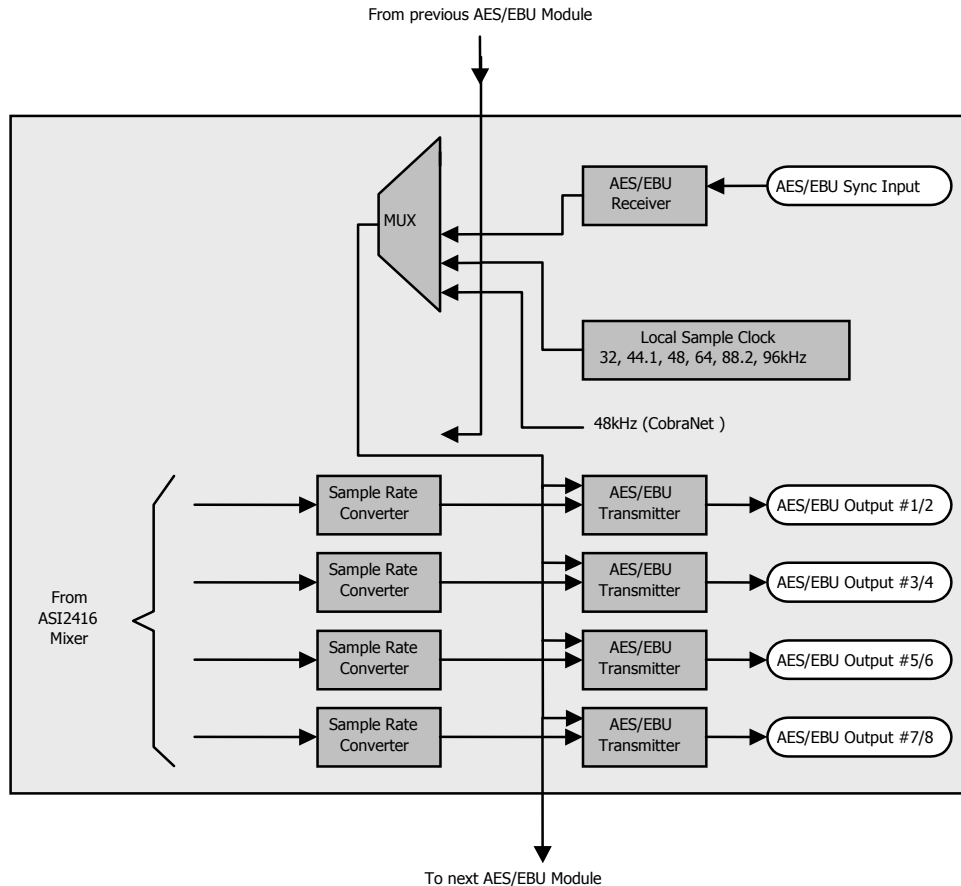 From previous AES/EBU Module
AES/EBU
Receiver
AES/EBU Sync Input
MUX
Local Sample Clock
32, 44.1, 48, 64, 88.2, 96kHz
48kHz (CobraNet )
Sample Rate
Converter
AES/EBU
Transmitter
AES/EBU Output #1/2
Sample Rate
Converter
AES/EBU
Transmitter
AES/EBU Output #3/4
From
ASI2416
Mixer
Sample Rate
Converter
AES/EBU
Transmitter
AES/EBU Output #5/6
Sample Rate
Converter
AES/EBU
Transmitter
AES/EBU Output #7/8
To next AES/EBU Module